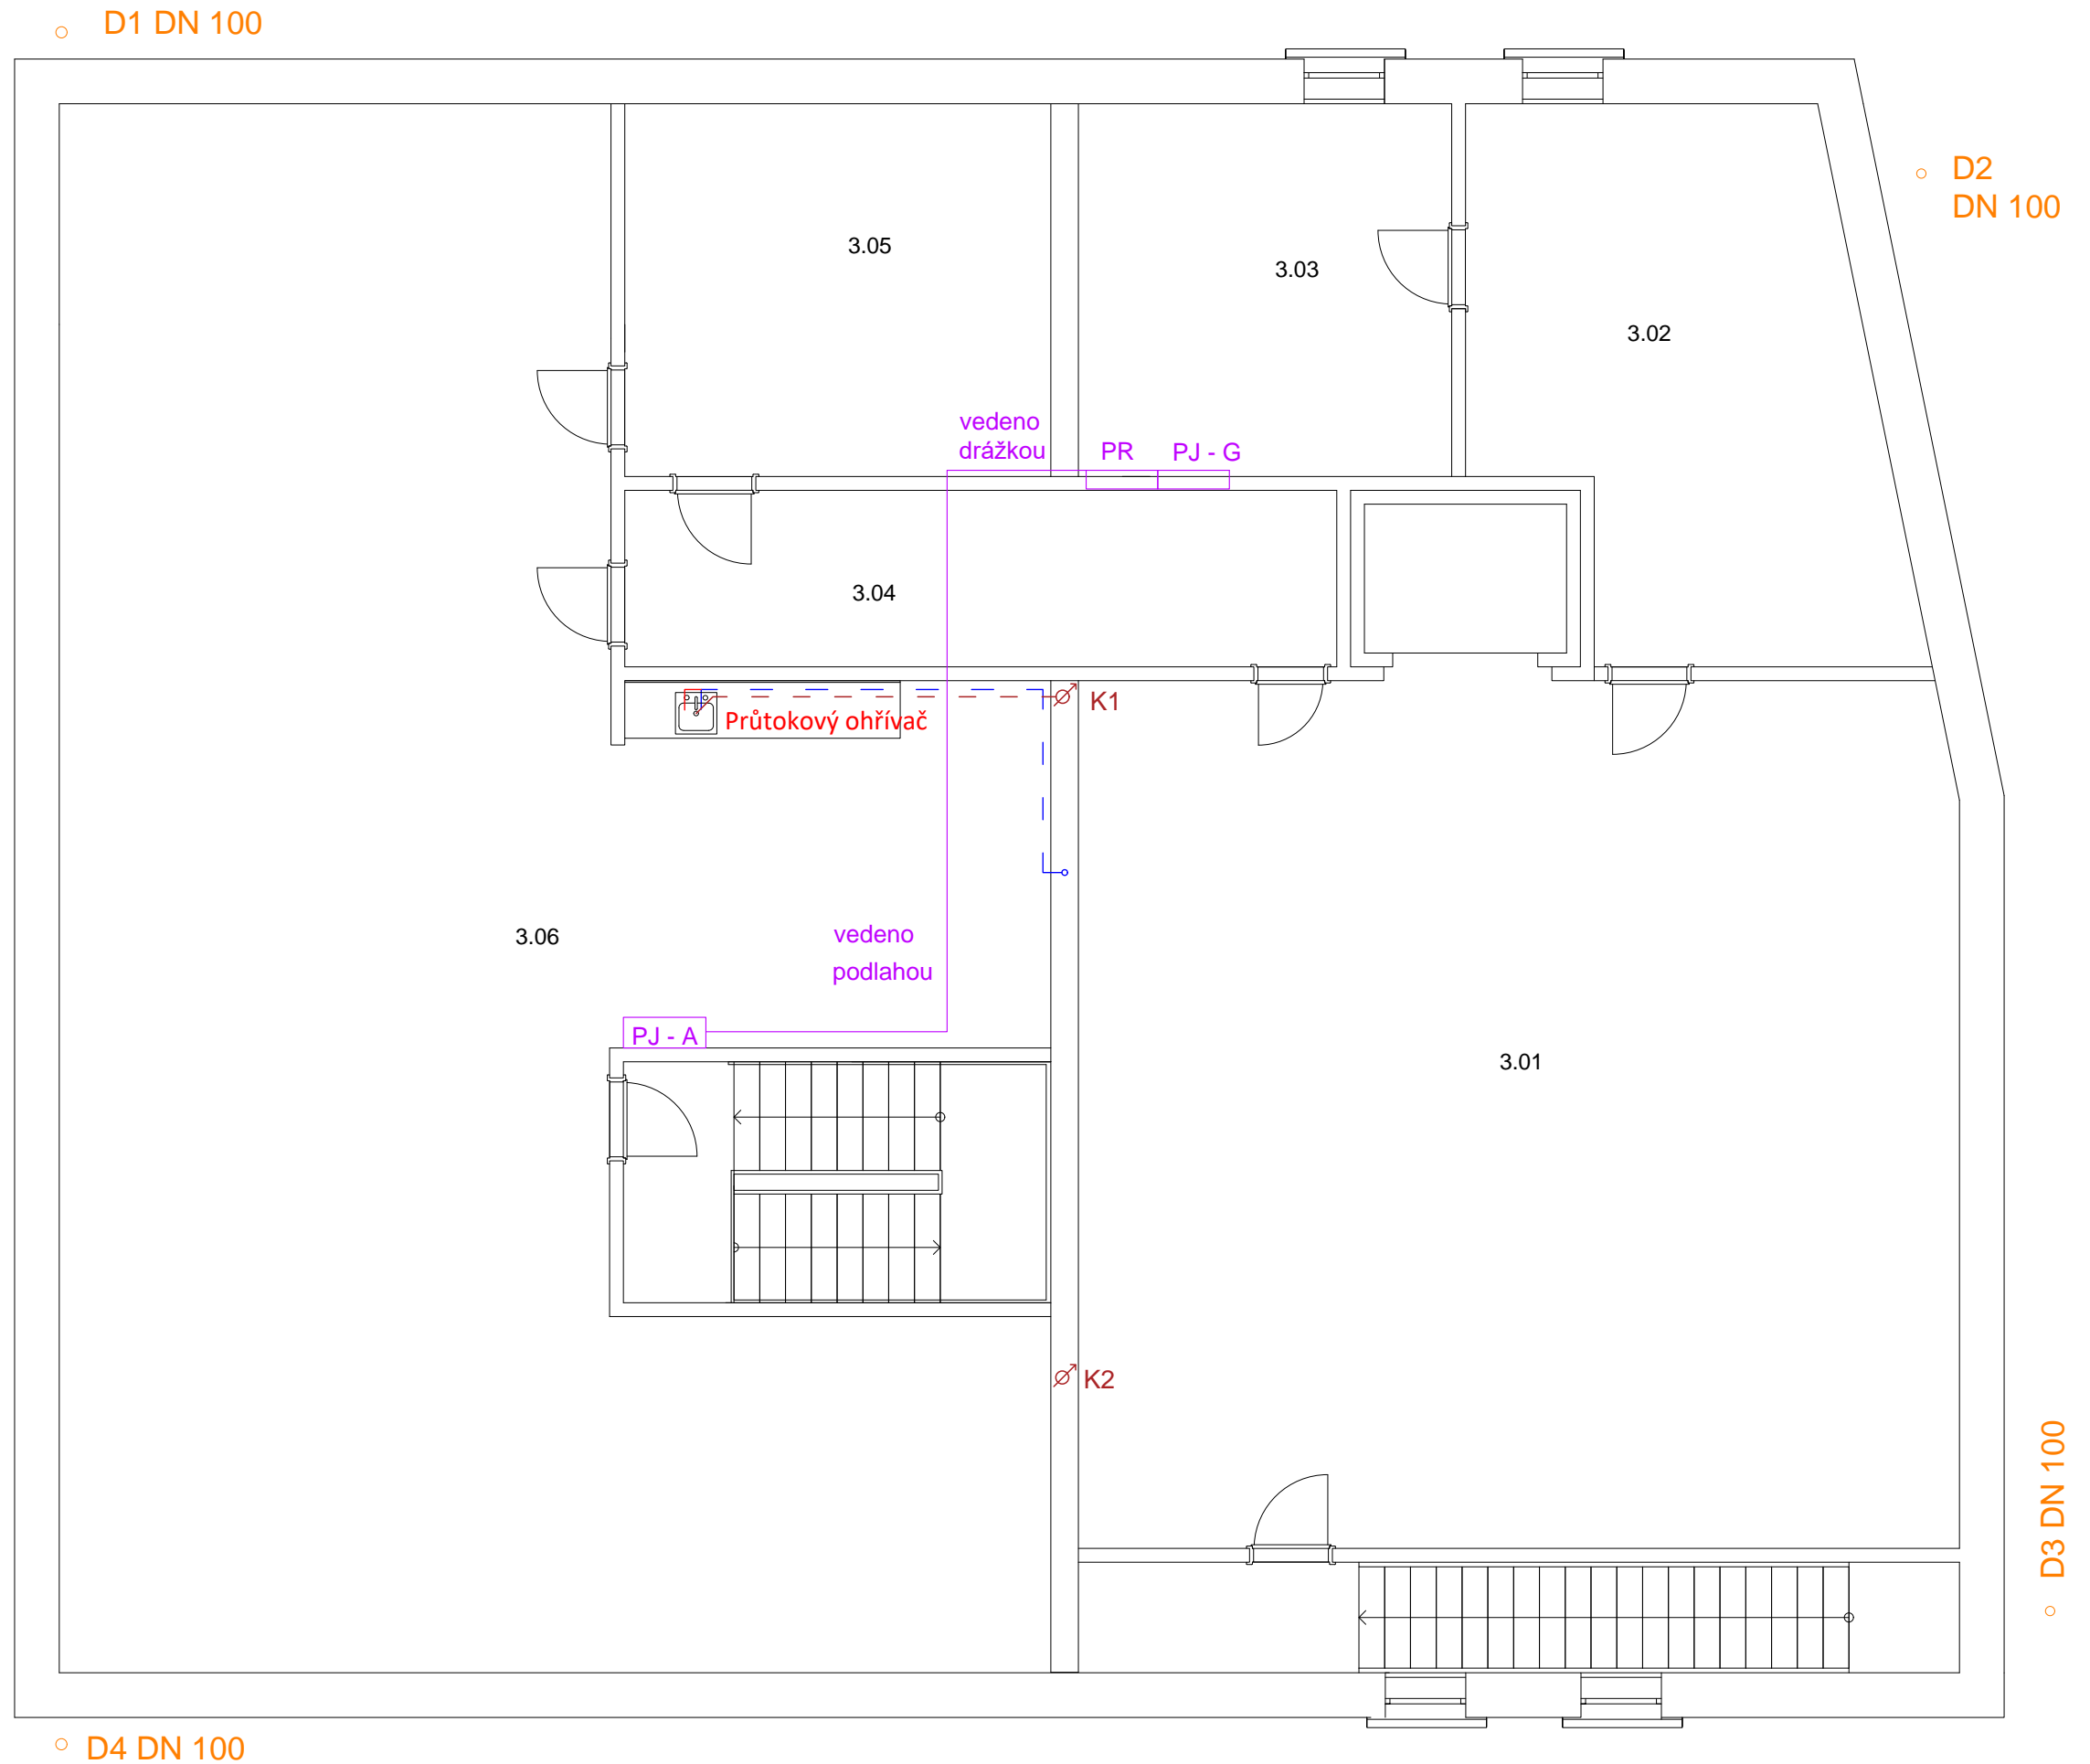 D1 DN 100
D2
DN 100
3.05
3.03
3.02
vedeno
drážkou
PR
PJ - G
3.04
K1
Průtokový ohřívač
3.06
vedeno
podlahou
PJ - A
3.01
K2
D3 DN 100
D4 DN 100